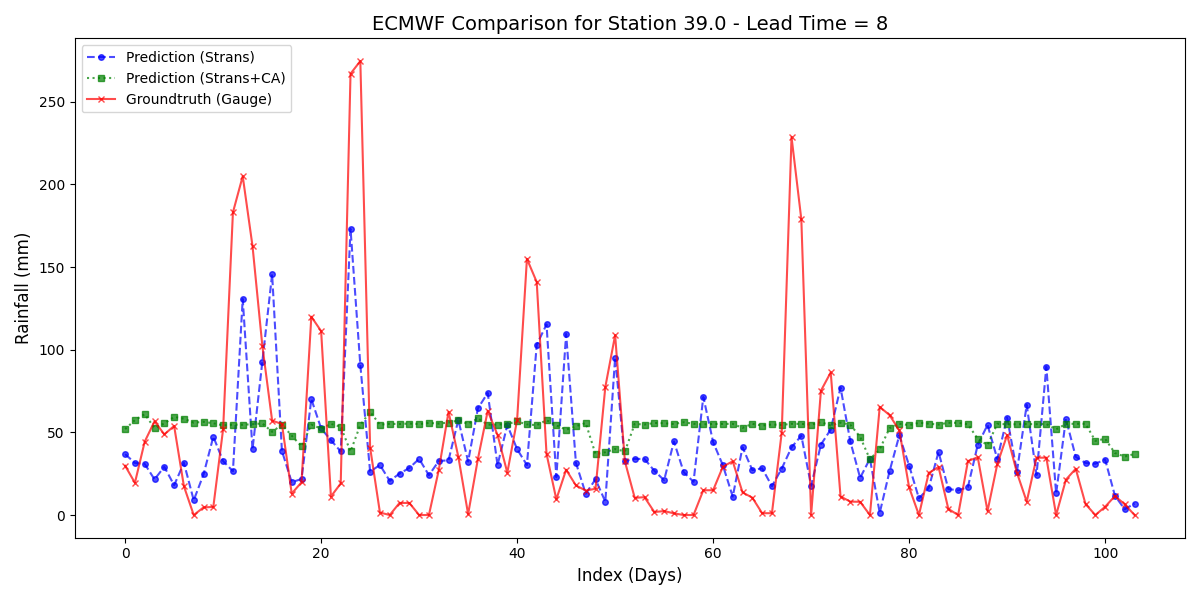 ECMWF Comparison for Station 39.0 - Lead Time = 8
Prediction (Strans)
Prediction (Strans+CA)
Groundtruth (Gauge)
Rainfall (mm)
250
200
150
100
50
0
0 20 40 60 80 100
Index (Days)